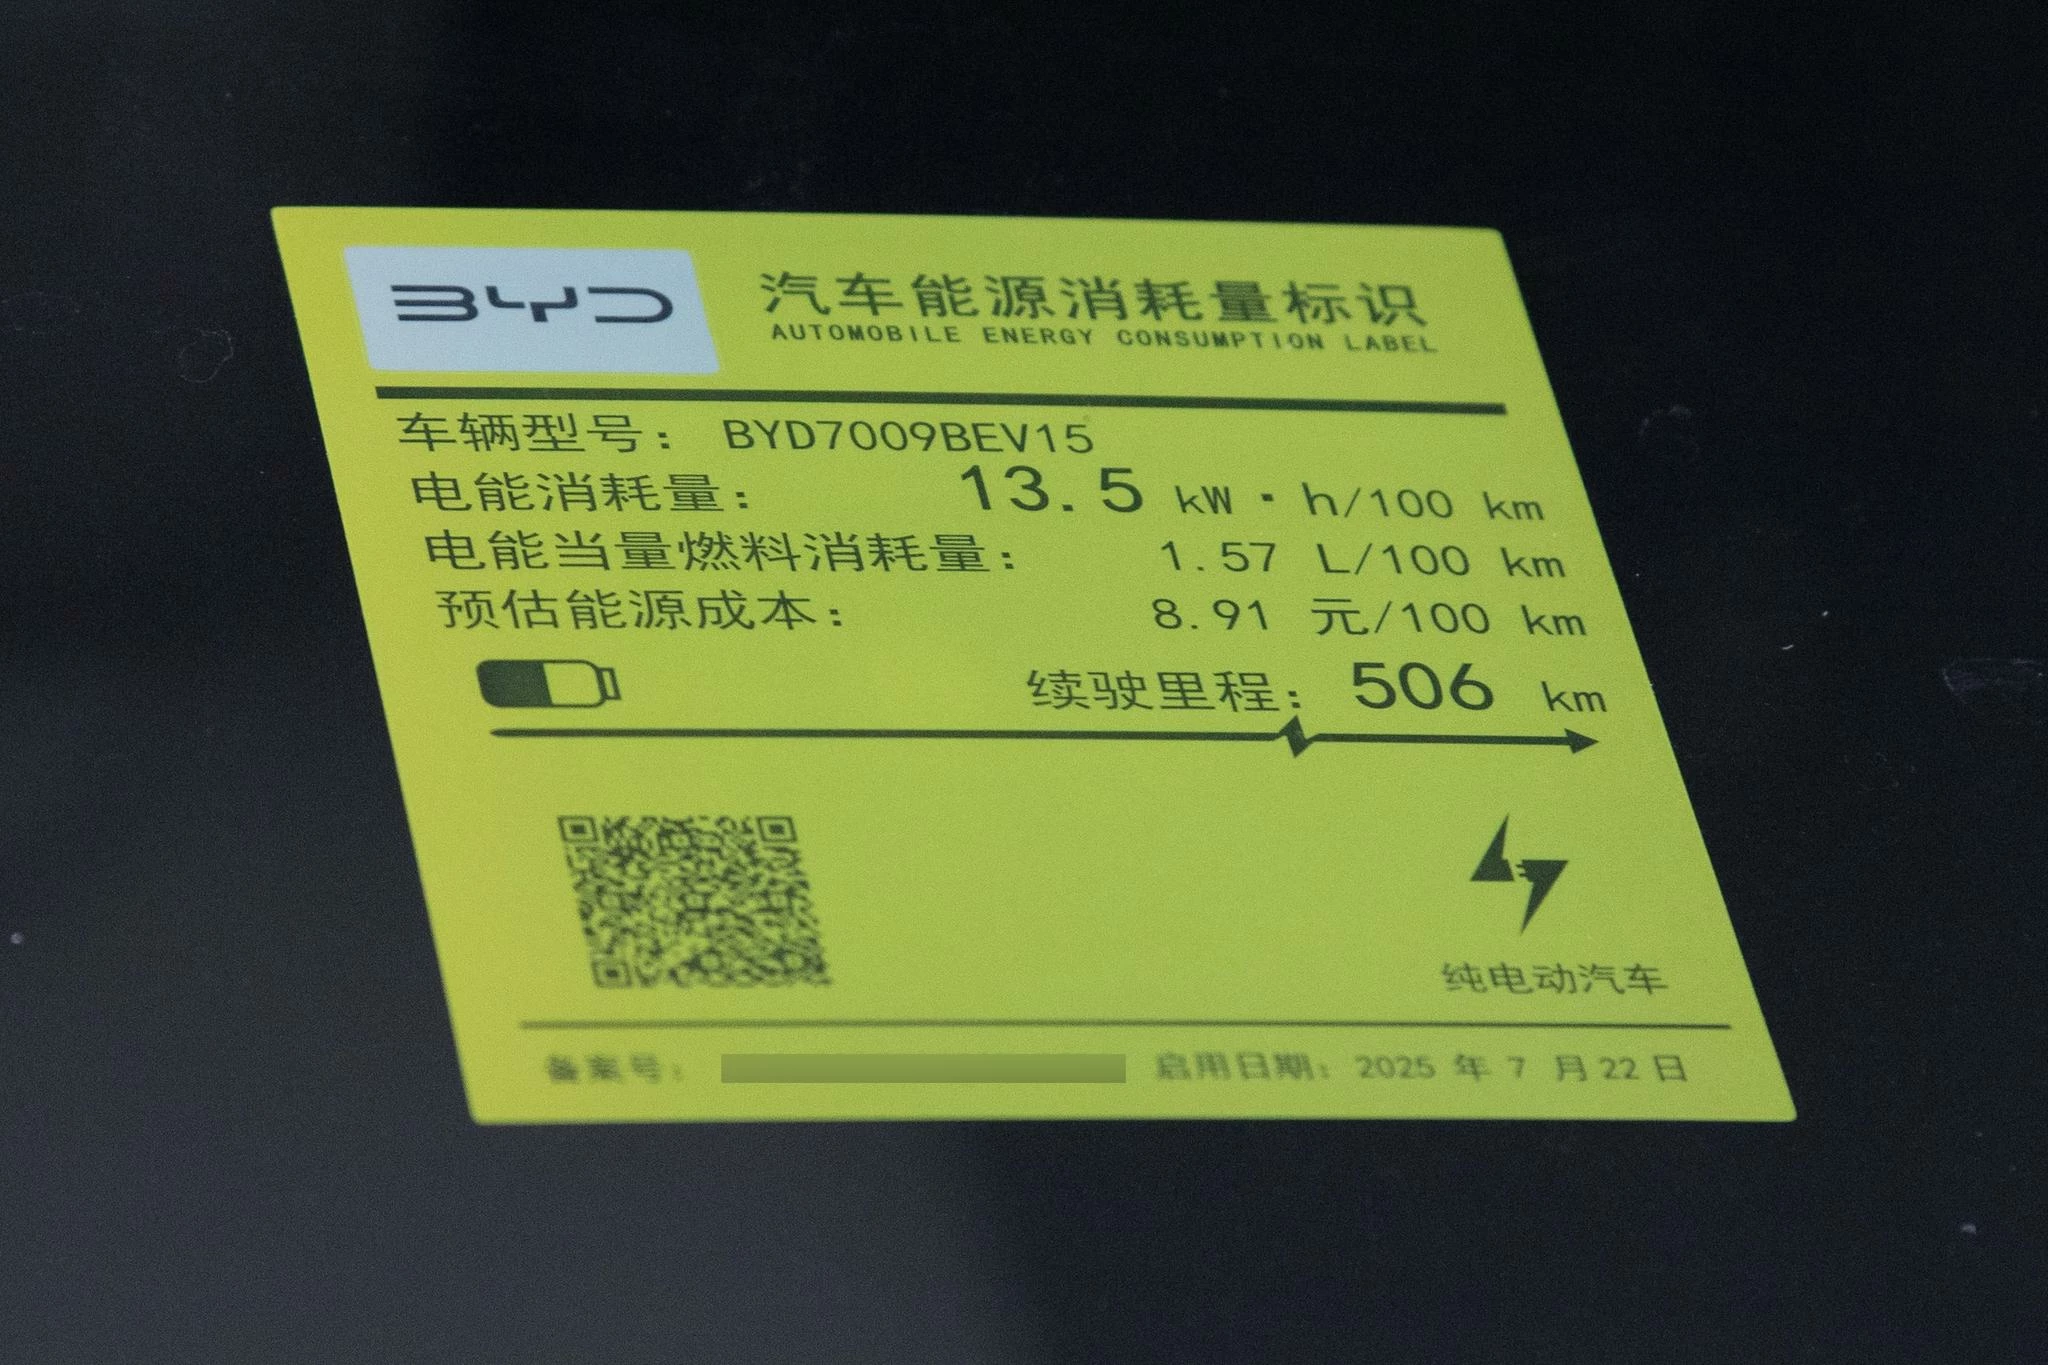 BYD
汽车能源消耗量标识
AUTOMOBILE ENERGY CONSUMPTION LABEL
车辆型号: BYD7009BEV15
电能消耗量: 13.5 kW·h/100 km
电能当量燃料消耗量: 1.57 L/100 km
预估能源成本: 8.91 元/100 km
续驶里程: 506 km
纯电动汽车
备案号: 启用日期: 2025 年 7 月 22 日